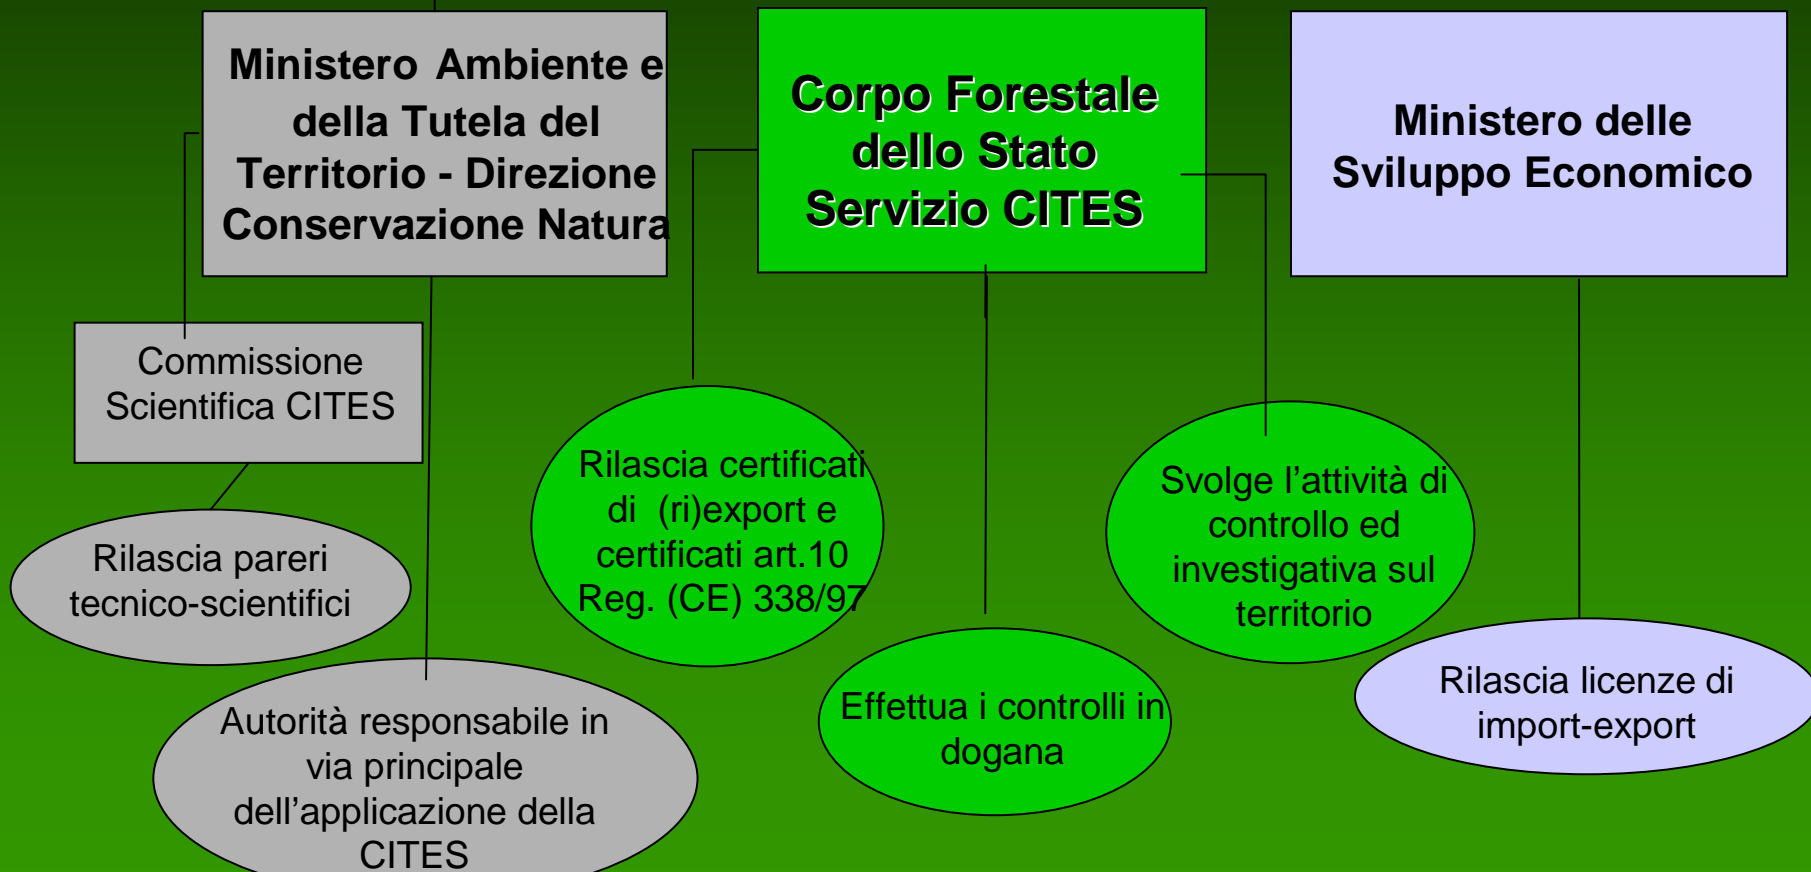 Ministero Ambiente e
della Tutela del
Territorio - Direzione
Conservazione Natura
Corpo Forestale
dello Stato
Servizio CITES
Ministero delle
Sviluppo Economico
Commissione
Scientifica CITES
Rilascia pareri
tecnico-scientifici
Autorità responsabile in
via principale
dell’applicazione della
CITES
Rilascia certificati
di (ri)export e
certificati art.10
Reg. (CE) 338/97
Effettua i controlli in
dogana
Svolge l’attività di
controllo ed
investigativa sul
territorio
Rilascia licenze di
import-export